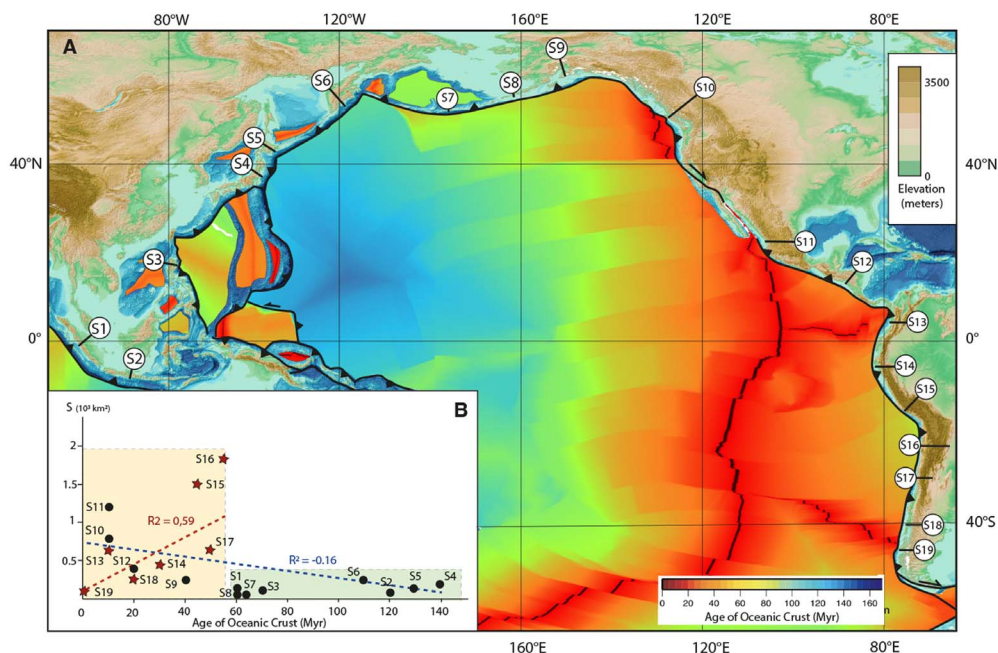 80°W 120°W 160°E 120°E 80°E
A
S9
S8
S10
S6
S7
S5
S4
S3
S11
S12
S1
S2
S13
S14
S15
S16
S17
S18
S19
3500
0
Elevation
(meters)
40°N 40°N
0° 0°
40°S
B
S (10³ km²)
2
1.5
1
0.5
S16
S15
S11
R2 = 0,59
S10
S17
S13 S12 S14
R² = -0.16
S18 S9
S19
S1
S7
S8
S3
S6
S2
S5
S4
0 20 40 60 80 100 120 140
Age of Oceanic Crust (Myr)
0 20 40 60 80 100 120 140 160
Age of Oceanic Crust (Myr)
n
160°E 120°E 80°E